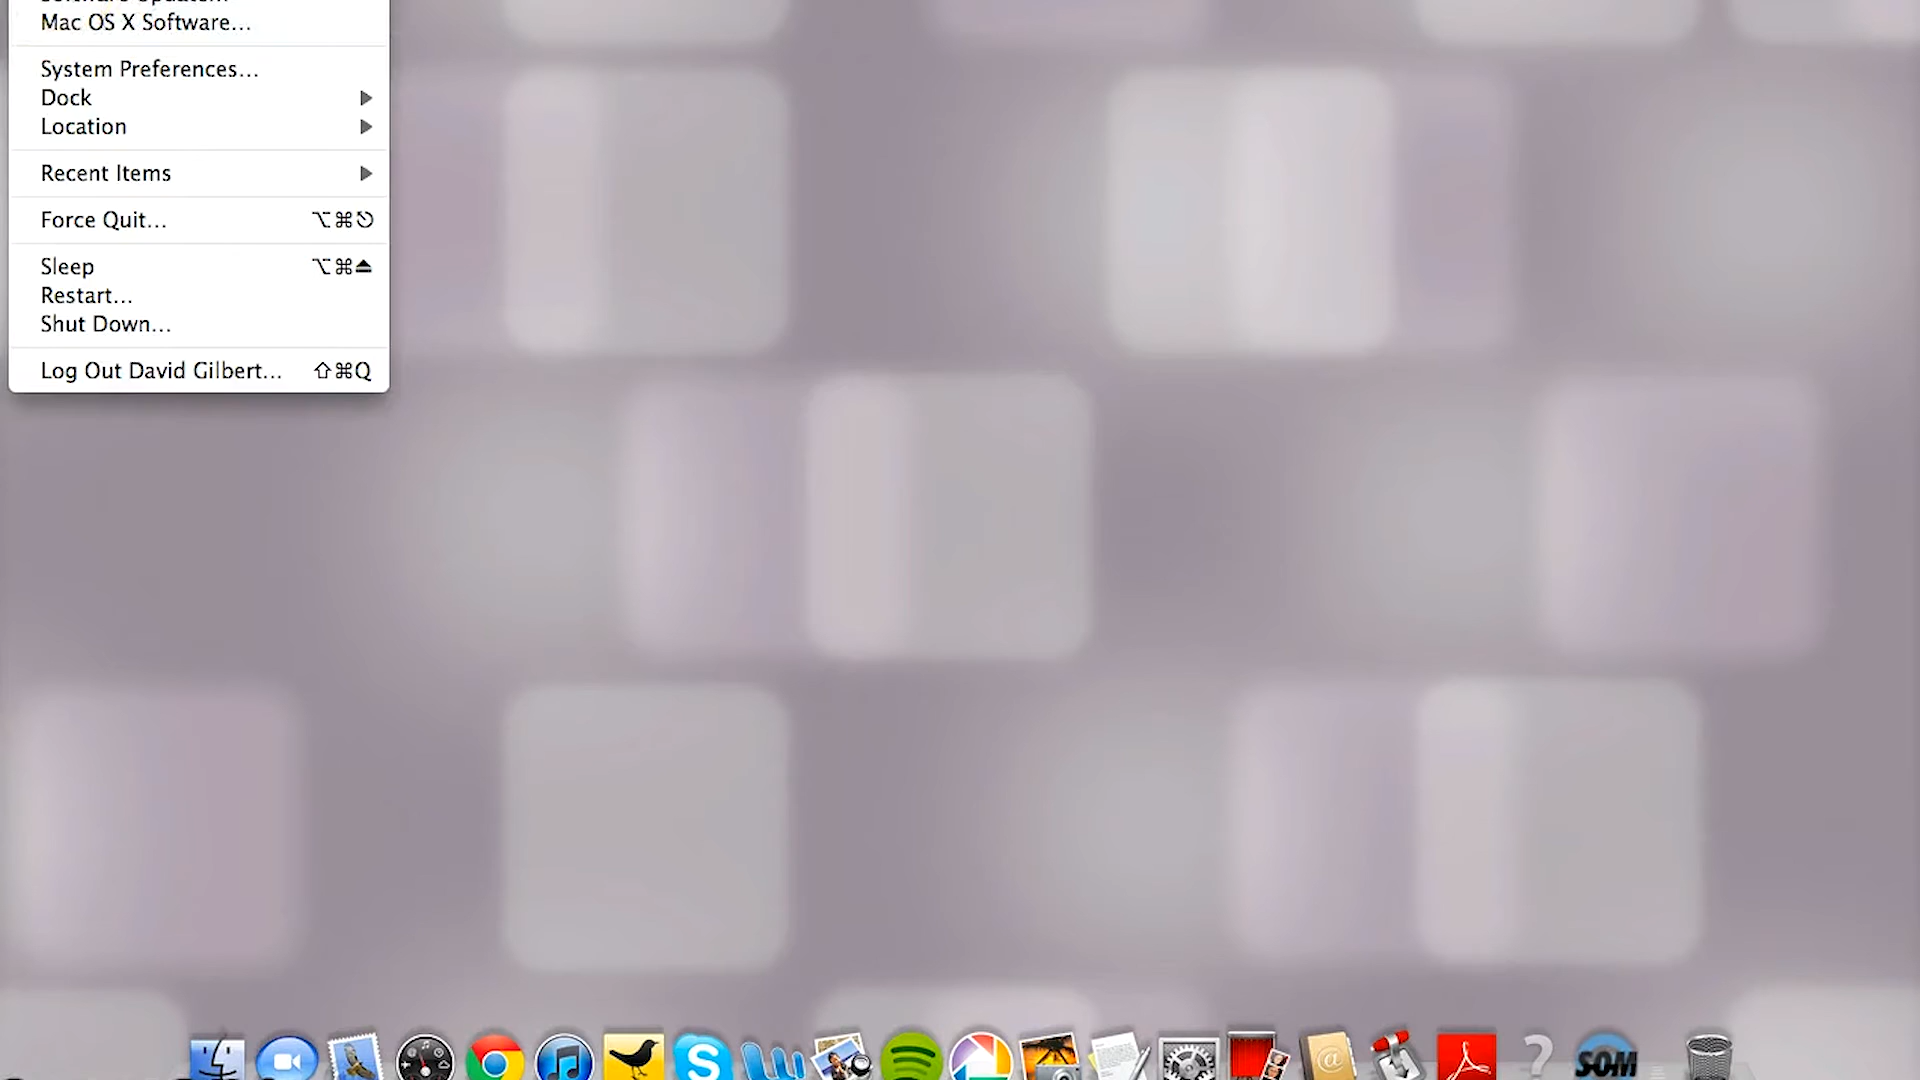 Mac OS X Software...
System Preferences...
Dock
Location
Recent Items
Force Quit... ⌥⌘⎋
Sleep ⌥⌘⏏
Restart...
Shut Down...
Log Out David Gilbert... ⇧⌘Q
SOM